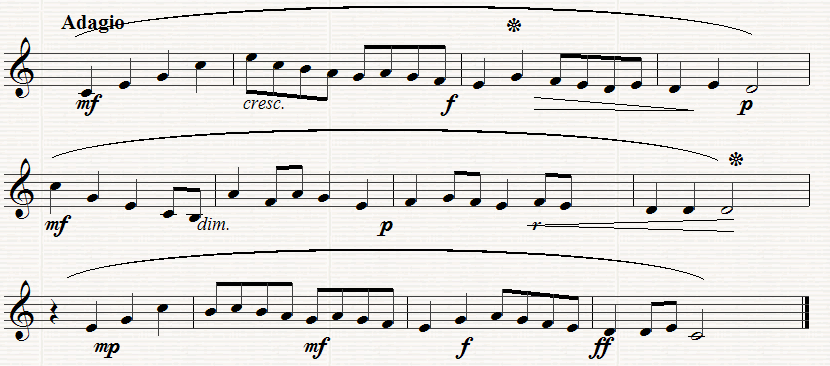 Adagio
mf cresc. f p
mf dim. p r
mp mf f ff